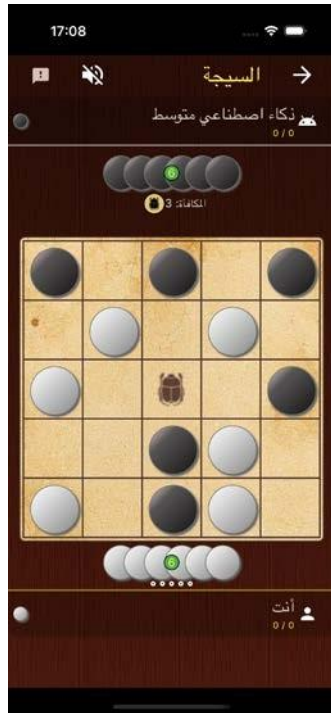 17:08
السيجة
ذكاء اصطناعي متوسط
0 / 0
6
المكافأة: 3
6
أنت
0 / 0